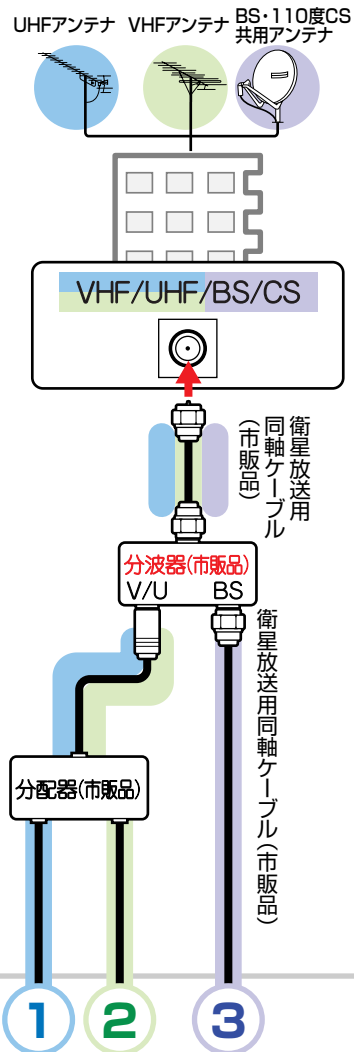 UHFアンテナ
VHFアンテナ
BS・110度CS
共用アンテナ
VHF/UHF/BS/CS
衛星放送用
同軸ケーブル
(市販品)
分波器(市販品)
V/U
BS
衛星放送用同軸ケーブル(市販品)
分配器(市販品)
1
2
3